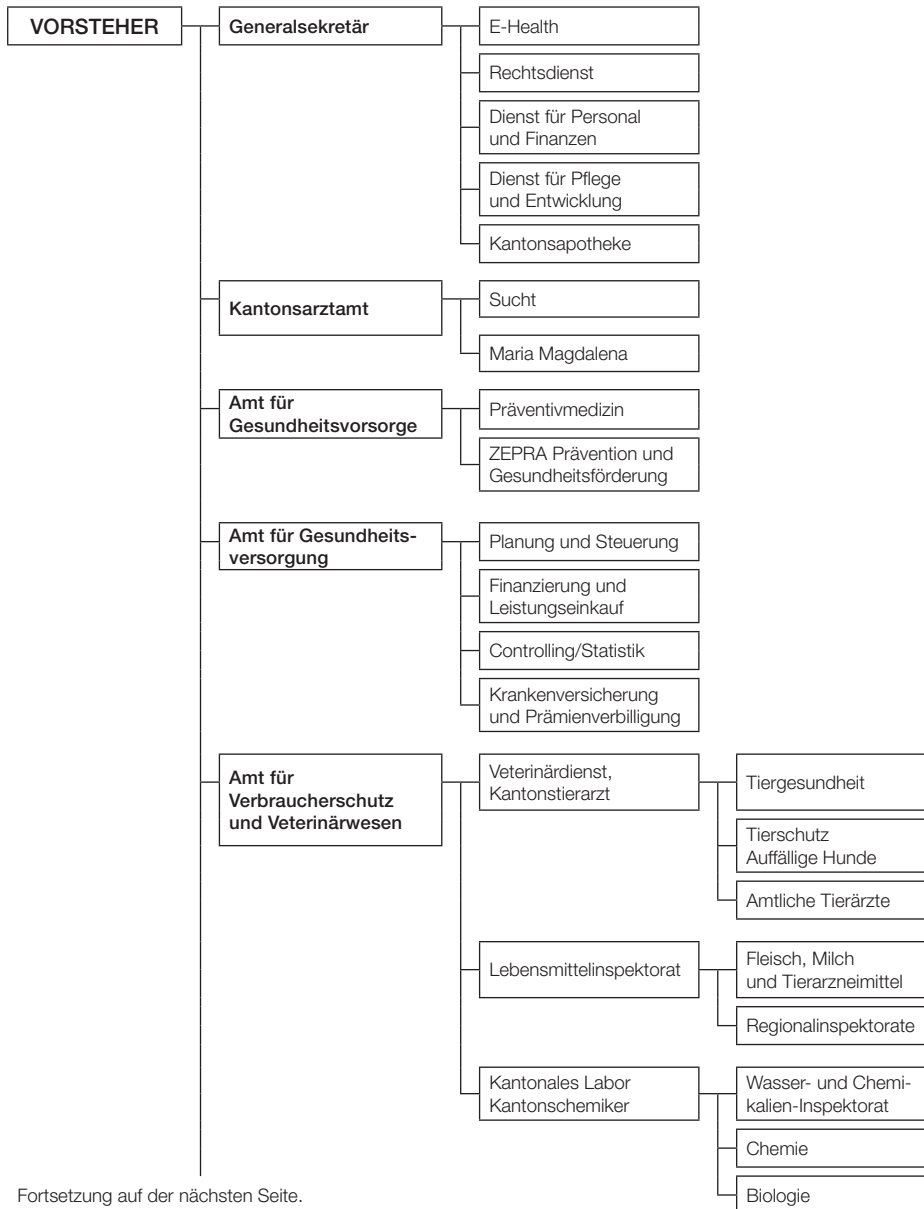 VORSTEHER
Generalsekretär
E-Health
Rechtsdienst
Dienst für Personal
und Finanzen
Dienst für Pflege
und Entwicklung
Kantonsapotheke
Kantonsarztamt
Sucht
Maria Magdalena
Amt für
Gesundheitsvorsorge
Präventivmedizin
ZEPRA Prävention und
Gesundheitsförderung
Amt für Gesundheits-
versorgung
Planung und Steuerung
Finanzierung und
Leistungseinkauf
Controlling/Statistik
Krankenversicherung
und Prämienverbilligung
Amt für
Verbraucherschutz
und Veterinärwesen
Veterinärdienst,
Kantonstierarzt
Tiergesundheit
Tierschutz
Auffällige Hunde
Amtliche Tierärzte
Lebensmittelinspektorat
Fleisch, Milch
und Tierarzneimittel
Regionalinspektorate
Kantonales Labor
Kantonschemiker
Wasser- und Chemi-
kalien-Inspektorat
Chemie
Biologie
Fortsetzung auf der nächsten Seite.